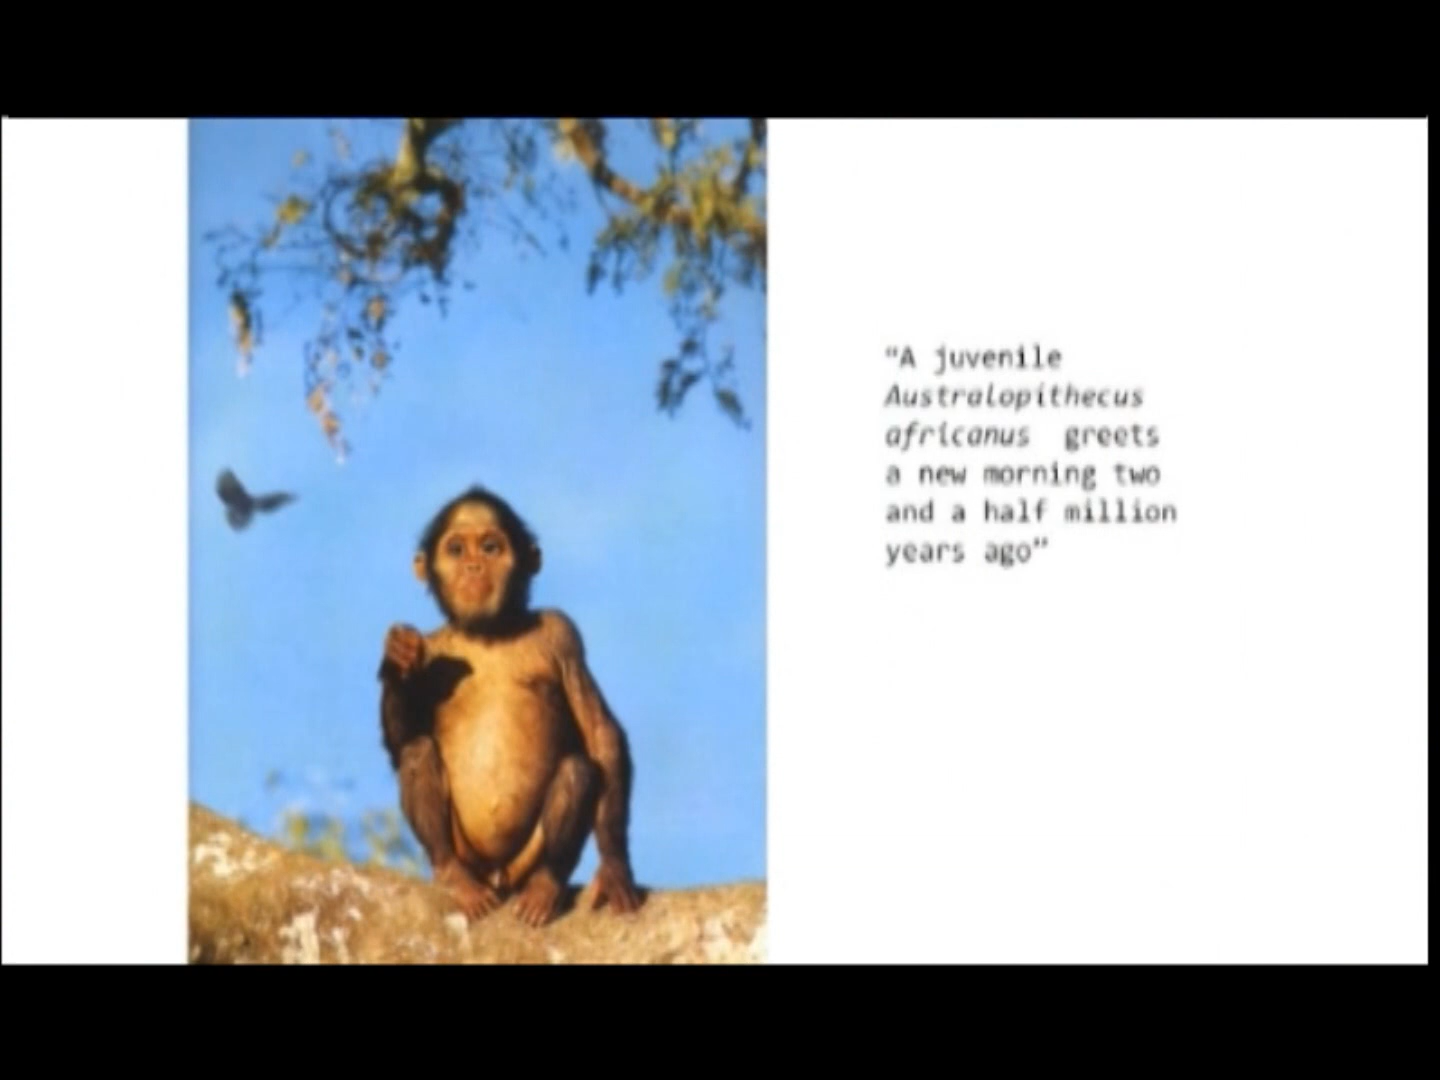 “A juvenile
Australopithecus
africanus greets
a new morning two
and a half million
years ago”